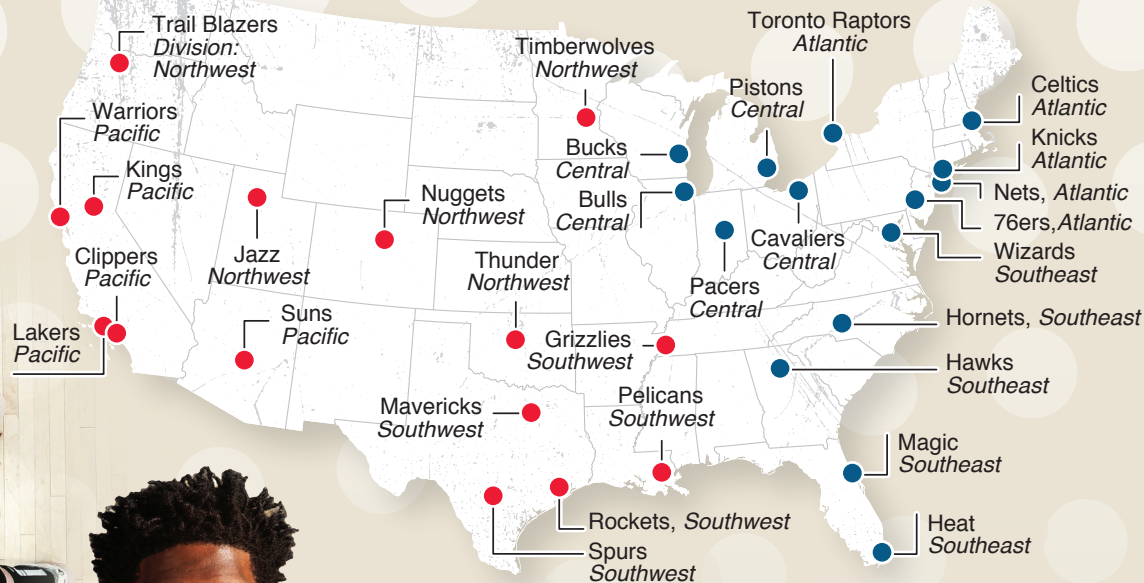 Trail Blazers
Division:
Northwest
Timberwolves
Northwest
Toronto Raptors
Atlantic
Pistons
Central
Celtics
Atlantic
Warriors
Pacific
Knicks
Atlantic
Bucks
Central
Kings
Pacific
Nuggets
Northwest
Bulls
Central
Nets, Atlantic
76ers,Atlantic
Clippers
Pacific
Jazz
Northwest
Thunder
Northwest
Cavaliers
Central
Wizards
Southeast
Pacers
Central
Lakers
Pacific
Suns
Pacific
Grizzlies
Southwest
Hornets, Southeast
Hawks
Southeast
Mavericks
Southwest
Pelicans
Southwest
Magic
Southeast
Rockets, Southwest
Spurs
Southwest
Heat
Southeast